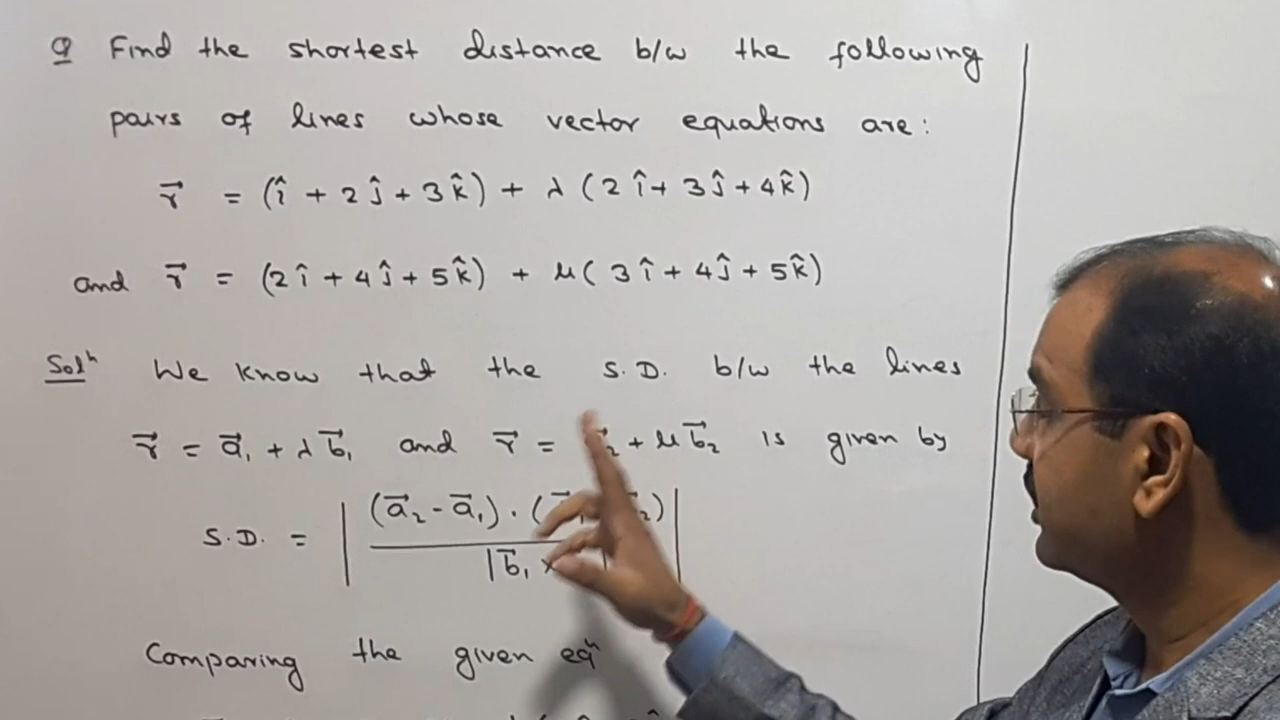 Q Find the shortest distance b/w the following
pairs of lines whose vector equations are:
r⃗ = (î + 2ĵ + 3k̂) + λ (2î + 3ĵ + 4k̂)
and r⃗ = (2î + 4ĵ + 5k̂) + μ( 3î + 4ĵ + 5k̂)
Solⁿ We know that the S.D. b/w the lines
r⃗ = a⃗₁ + λ b⃗₁ and r⃗ = ₂ + μ b⃗₂ is given by
(a⃗₂ - a⃗₁) . ( ₂)
S.D. =
|b⃗₁ ×
Comparing the given eqⁿ